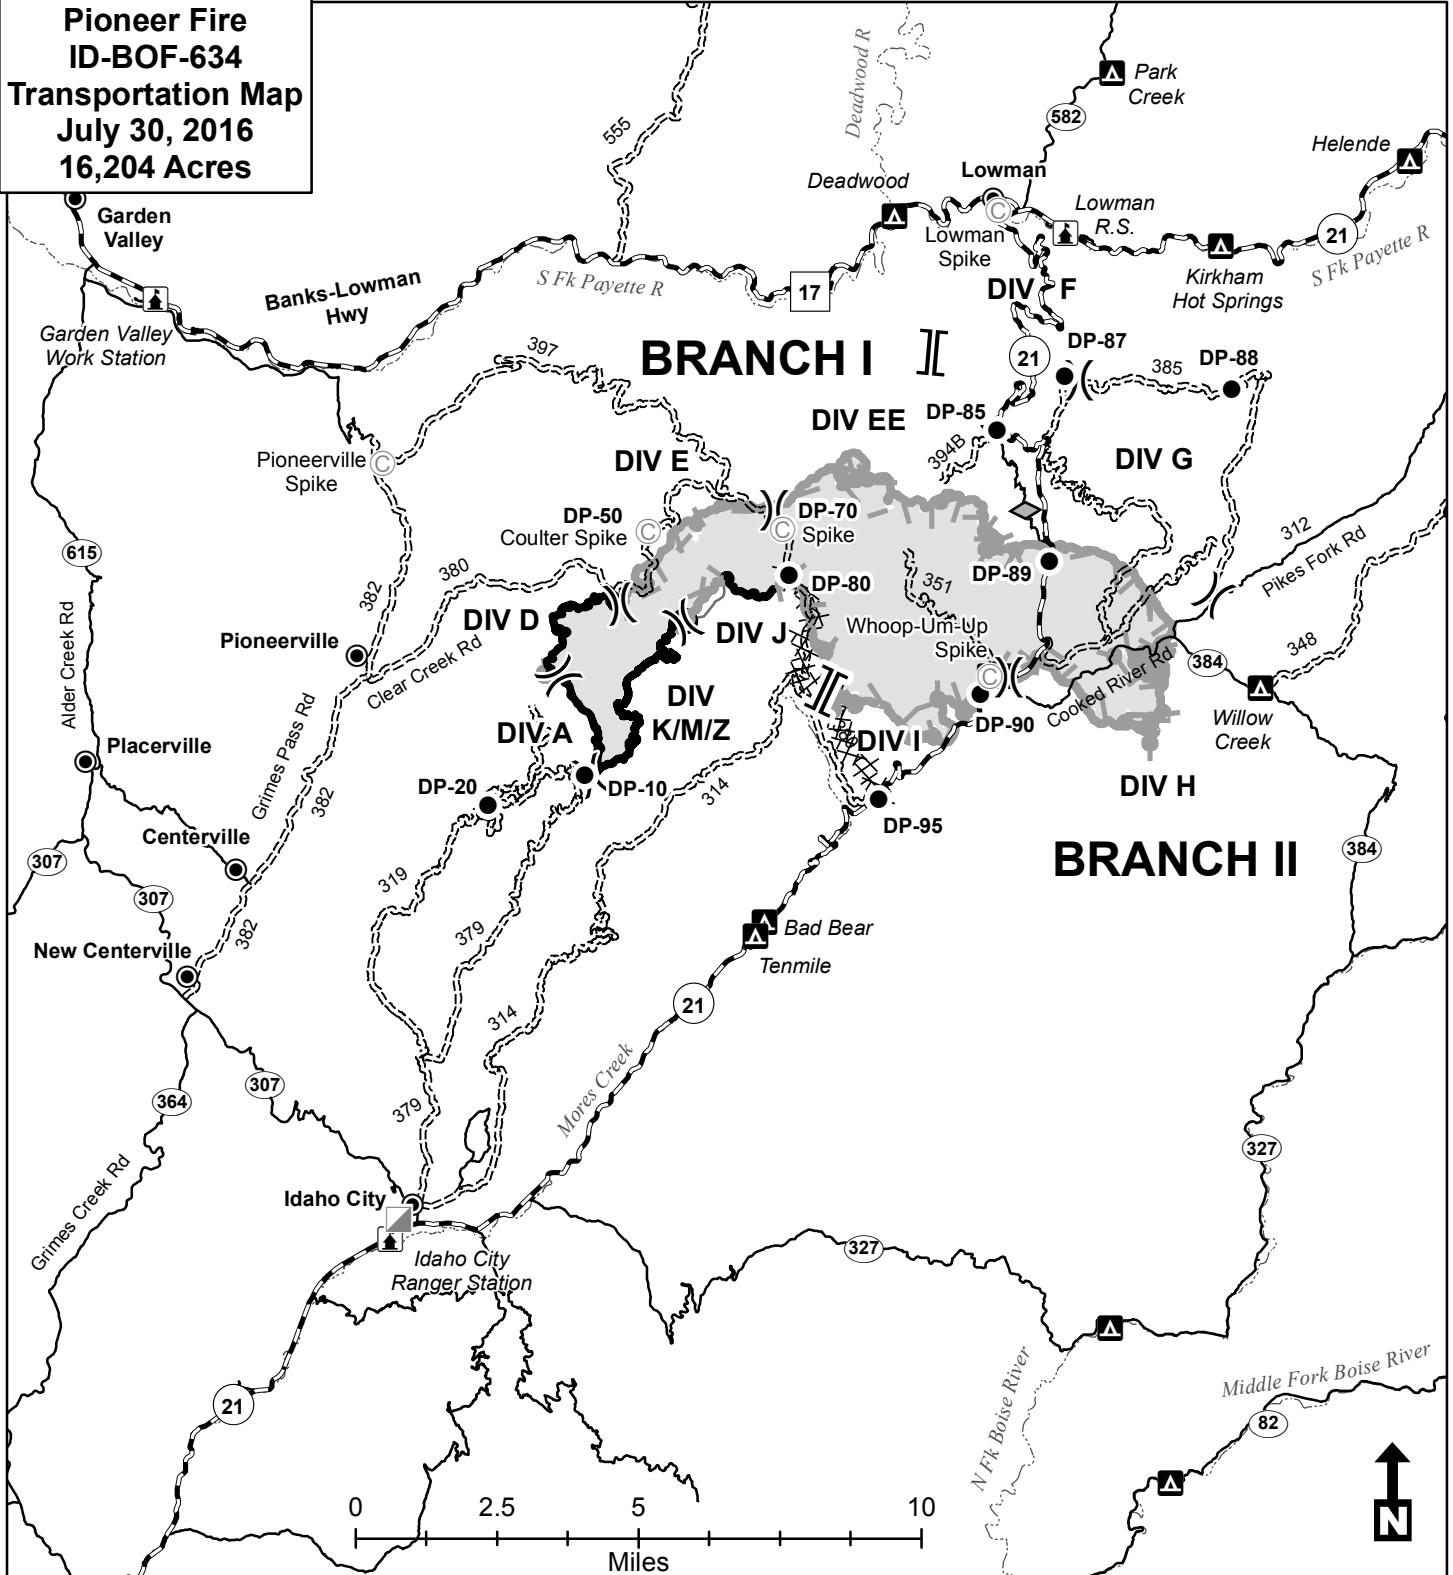 Pioneer Fire
ID-BOF-634
Transportation Map
July 30, 2016
16,204 Acres
Park
Creek
582
555
Deadwood R
Helende
Deadwood
Lowman
Lowman
R.S.
Lowman
Spike
21
S Fk Payette R
Kirkham
Hot Springs
Garden
Valley
Banks-Lowman
Hwy
S Fk Payette R
17
DIV F
Garden Valley
Work Station
397
BRANCH I
][
21
DP-87
385
DP-88
DIV EE
DP-85
394B
DIV G
Pioneerville
Spike
DIV E
DP-50
Coulter Spike
DP-70
Spike
312
Pikes Fork Rd
615
380
382
DP-80
351
DP-89
DIV D
DIV J
Whoop-Um-Up
Spike
348
384
Pioneerville
Clear Creek Rd
Alder Creek Rd
Cooked River Rd
DP-90
Willow
Creek
DIV
K/M/Z
DIV A
DIV I
Placerville
Grimes Pass Rd
382
DP-20
DP-10
314
DIV H
DP-95
Centerville
BRANCH II
384
307
319
307
382
379
Bad Bear
Tenmile
New Centerville
21
314
Mores Creek
307
364
379
327
Grimes Creek Rd
Idaho City
Idaho City
Ranger Station
327
N Fk Boise River
Middle Fork Boise River
21
82
0 2.5 5 10
Miles
N